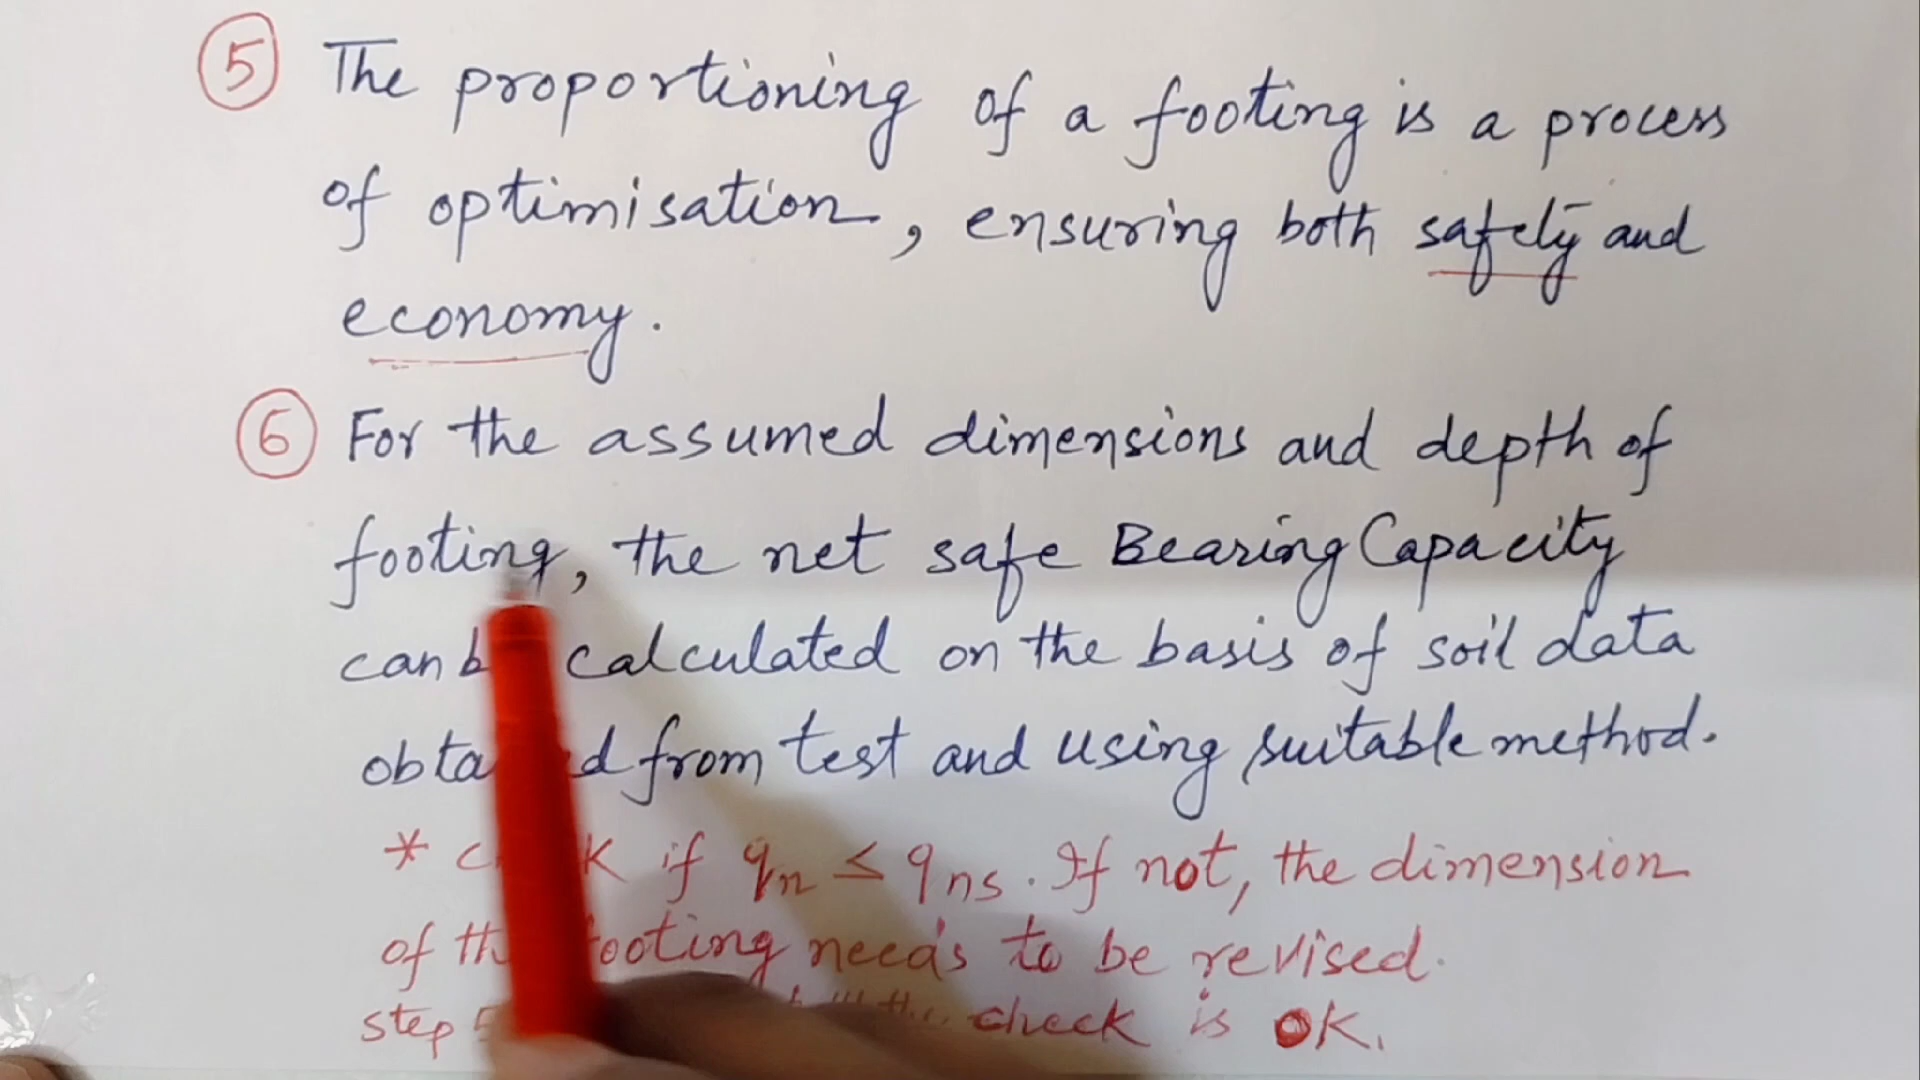 5 The proportioning of a footing is a process
of optimisation, ensuring both safety and
economy.
6 For the assumed dimensions and depth of
footing, the net safe Bearing Capacity
can calculated on the basis of soil data
from test and using suitable method.
* if qn ≤ qns. If not, the dimension
of needs to be revised.
step check is OK.